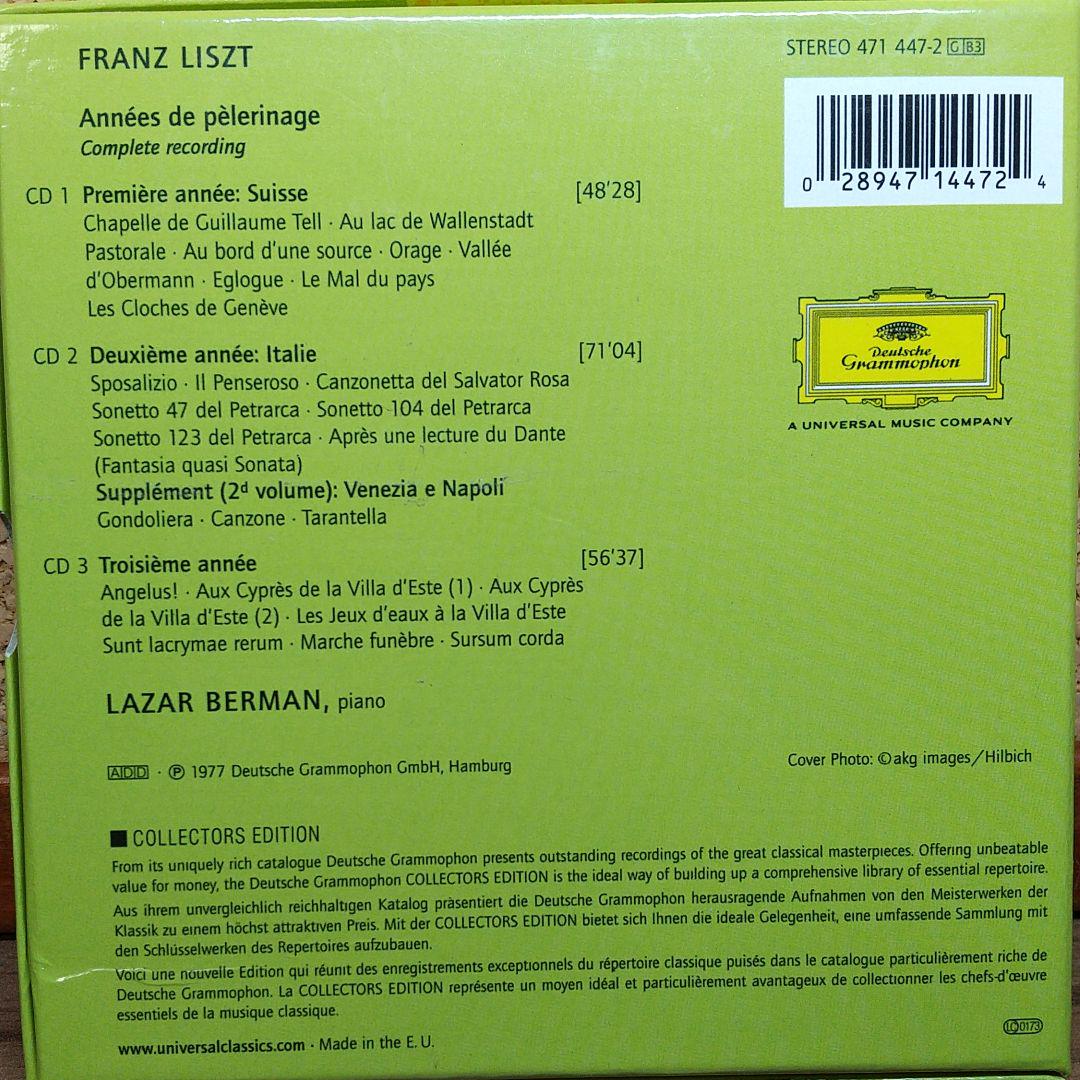 FRANZ LISZT
STEREO 471 447-2 G B3
0 28947 14472 4
Années de pèlerinage
Complete recording
CD 1 Première année: Suisse [48'28]
Chapelle de Guillaume Tell · Au lac de Wallenstadt
Pastorale · Au bord d'une source · Orage · Vallée
d'Obermann · Eglogue · Le Mal du pays
Les Cloches de Genève
Deutsche
Grammophon
A UNIVERSAL MUSIC COMPANY
CD 2 Deuxième année: Italie [71'04]
Sposalizio · Il Penseroso · Canzonetta del Salvator Rosa
Sonetto 47 del Petrarca · Sonetto 104 del Petrarca
Sonetto 123 del Petrarca · Après une lecture du Dante
(Fantasia quasi Sonata)
Supplément (2d volume): Venezia e Napoli
Gondoliera · Canzone · Tarantella
CD 3 Troisième année [56'37]
Angelus! · Aux Cyprès de la Villa d'Este (1) · Aux Cyprès
de la Villa d'Este (2) · Les Jeux d'eaux à la Villa d'Este
Sunt lacrymae rerum · Marche funèbre · Sursum corda
LAZAR BERMAN, piano
ADD · ℗ 1977 Deutsche Grammophon GmbH, Hamburg
Cover Photo: © akg images/Hilbich
■ COLLECTORS EDITION
From its uniquely rich catalogue Deutsche Grammophon presents outstanding recordings of the great classical masterpieces. Offering unbeatable
value for money, the Deutsche Grammophon COLLECTORS EDITION is the ideal way of building up a comprehensive library of essential repertoire.
Aus ihrem unvergleichlich reichhaltigen Katalog präsentiert die Deutsche Grammophon herausragende Aufnahmen von den Meisterwerken der
Klassik zu einem höchst attraktiven Preis. Mit der COLLECTORS EDITION bietet sich Ihnen die ideale Gelegenheit, eine umfassende Sammlung mit
den Schlüsselwerken des Repertoires aufzubauen.
Voici une nouvelle Edition qui réunit des enregistrements exceptionnels du répertoire classique puisés dans le catalogue particulièrement riche de
Deutsche Grammophon. La COLLECTORS EDITION représente un moyen idéal et particulièrement avantageux de collectionner les chefs-d'œuvre
essentiels de la musique classique.
www.universalclassics.com · Made in the E. U.
LC 0173